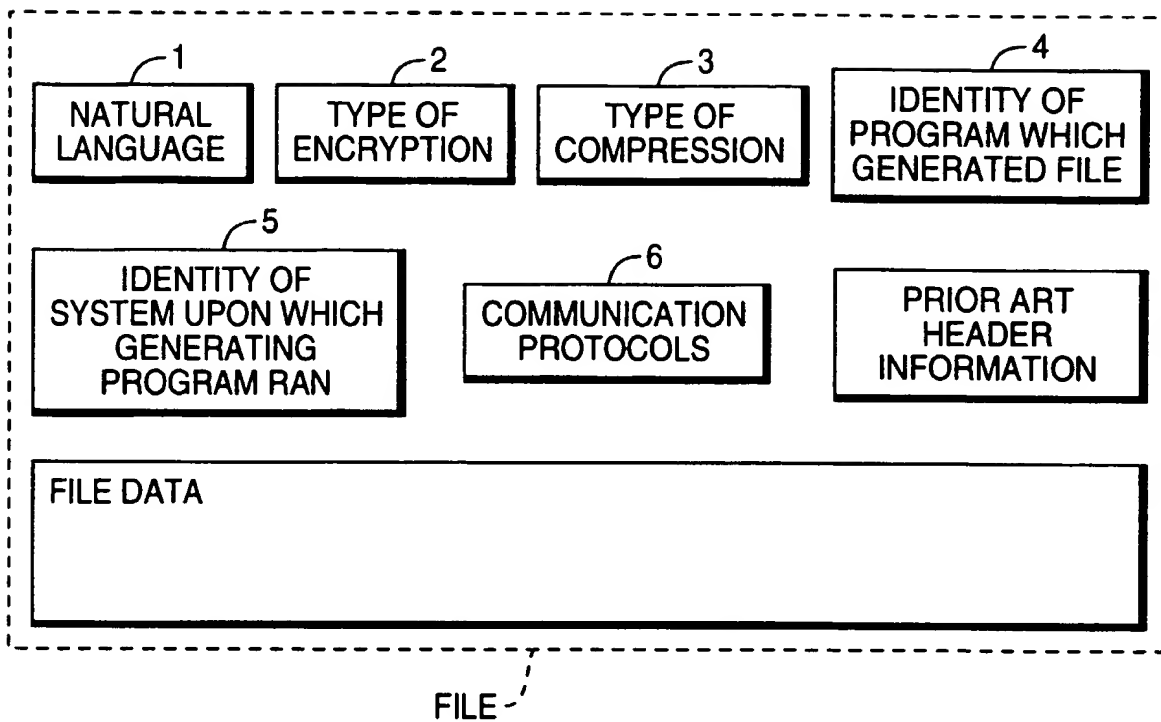 1
NATURAL
LANGUAGE
2
TYPE OF
ENCRYPTION
3
TYPE OF
COMPRESSION
4
IDENTITY OF
PROGRAM WHICH
GENERATED FILE
5
IDENTITY OF
SYSTEM UPON WHICH
GENERATING
PROGRAM RAN
6
COMMUNICATION
PROTOCOLS
PRIOR ART
HEADER
INFORMATION
FILE DATA
FILE